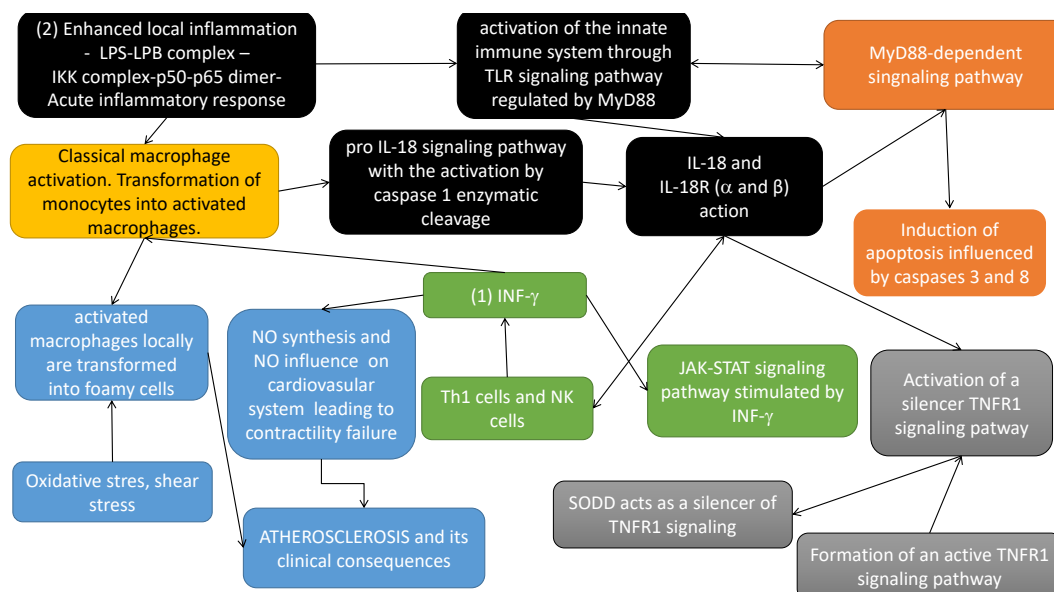 (2) Enhanced local inflammation
- LPS-LPB complex –
IKK complex-p50-p65 dimer-
Acute inflammatory response
activation of the innate
immune system through
TLR signaling pathway
regulated by MyD88
MyD88-dependent
singnaling pathway
Classical macrophage
activation. Transformation of
monocytes into activated
macrophages.
pro IL-18 signaling pathway
with the activation by
caspase 1 enzymatic
cleavage
IL-18 and
IL-18R (α and β)
action
Induction of
apoptosis influenced
by caspases 3 and 8
(1) INF-γ
activated
macrophages locally
are transformed
into foamy cells
NO synthesis and
NO influence on
cardiovasular
system leading to
contractility failure
Th1 cells and NK
cells
JAK-STAT signaling
pathway stimulated by
INF-γ
Activation of a
silencer TNFR1
signaling patway
Oxidative stres, shear
stress
SODD acts as a silencer of
TNFR1 signaling
ATHEROSCLEROSIS and its
clinical consequences
Formation of an active TNFR1
signaling pathway